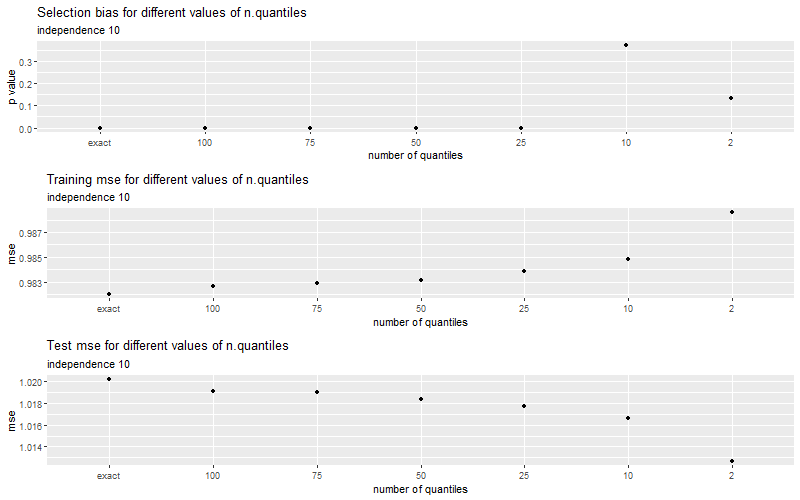 Selection bias for different values of n.quantiles
independence 10
p value
0.3
0.2
0.1
0.0
exact 100 75 50 25 10 2
number of quantiles
Training mse for different values of n.quantiles
independence 10
mse
0.987
0.985
0.983
exact 100 75 50 25 10 2
number of quantiles
Test mse for different values of n.quantiles
independence 10
mse
1.020
1.018
1.016
1.014
exact 100 75 50 25 10 2
number of quantiles